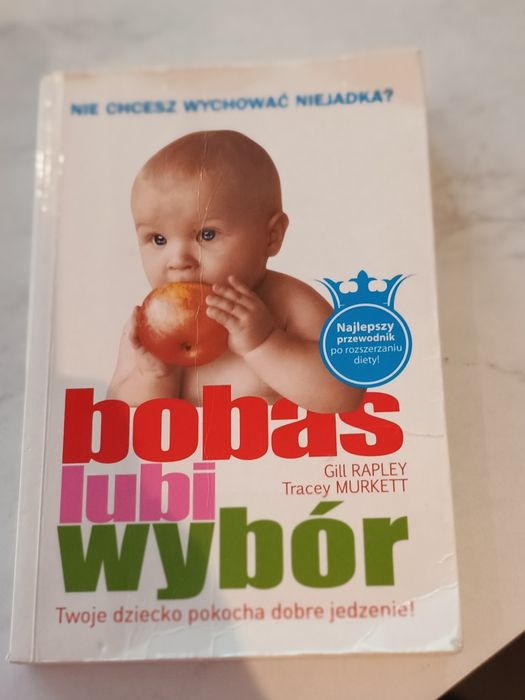 NIE CHCESZ WYCHOWAĆ NIEJADKA?
Najlepszy
przewodnik
po rozszerzaniu
diety!
bobas
Gill RAPLEY
lubi
Tracey MURKETT
wybór
Twoje dziecko pokocha dobre jedzenie!